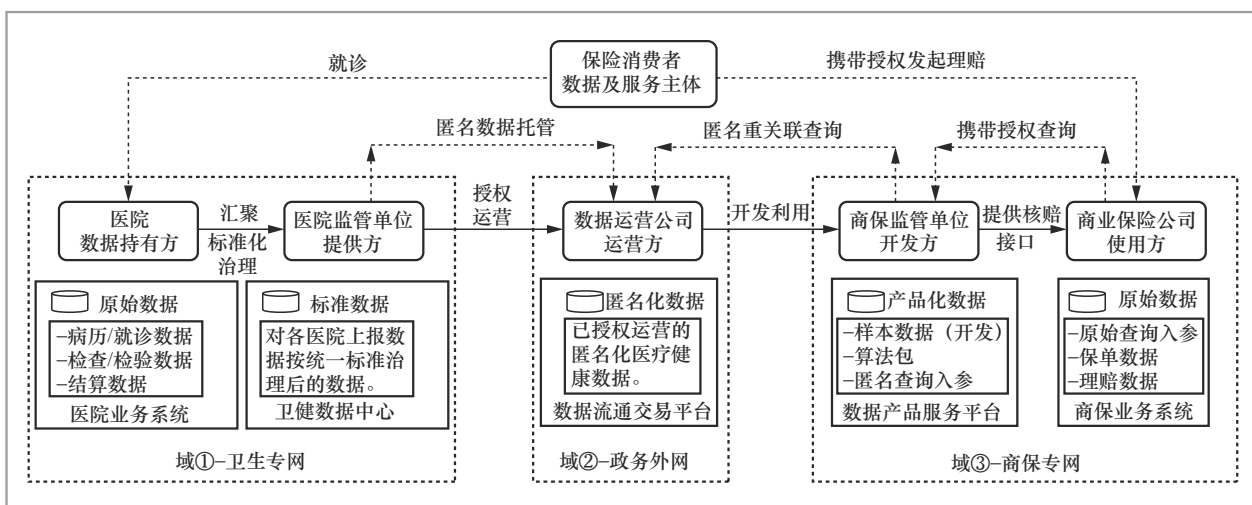 保险消费者
数据及服务主体
就诊
携带授权发起理赔
匿名数据托管
匿名重关联查询
携带授权查询
医院
数据持有方
汇聚
标准化
治理
医院监管单位
提供方
授权
运营
数据运营公司
运营方
开发利用
商保监管单位
开发方
提供核赔
接口
商业保险公司
使用方
原始数据
–病历/就诊数据
–检查/检验数据
–结算数据
医院业务系统
标准数据
对各医院上报数
据按统一标准治
理后的数据。
卫健数据中心
匿名化数据
已授权运营的
匿名化医疗健
康数据。
数据流通交易平台
产品化数据
–样本数据（开发）
–算法包
–匿名查询入参
数据产品服务平台
原始数据
–原始查询入参
–保单数据
–理赔数据
商保业务系统
域①–卫生专网
域②–政务外网
域③–商保专网